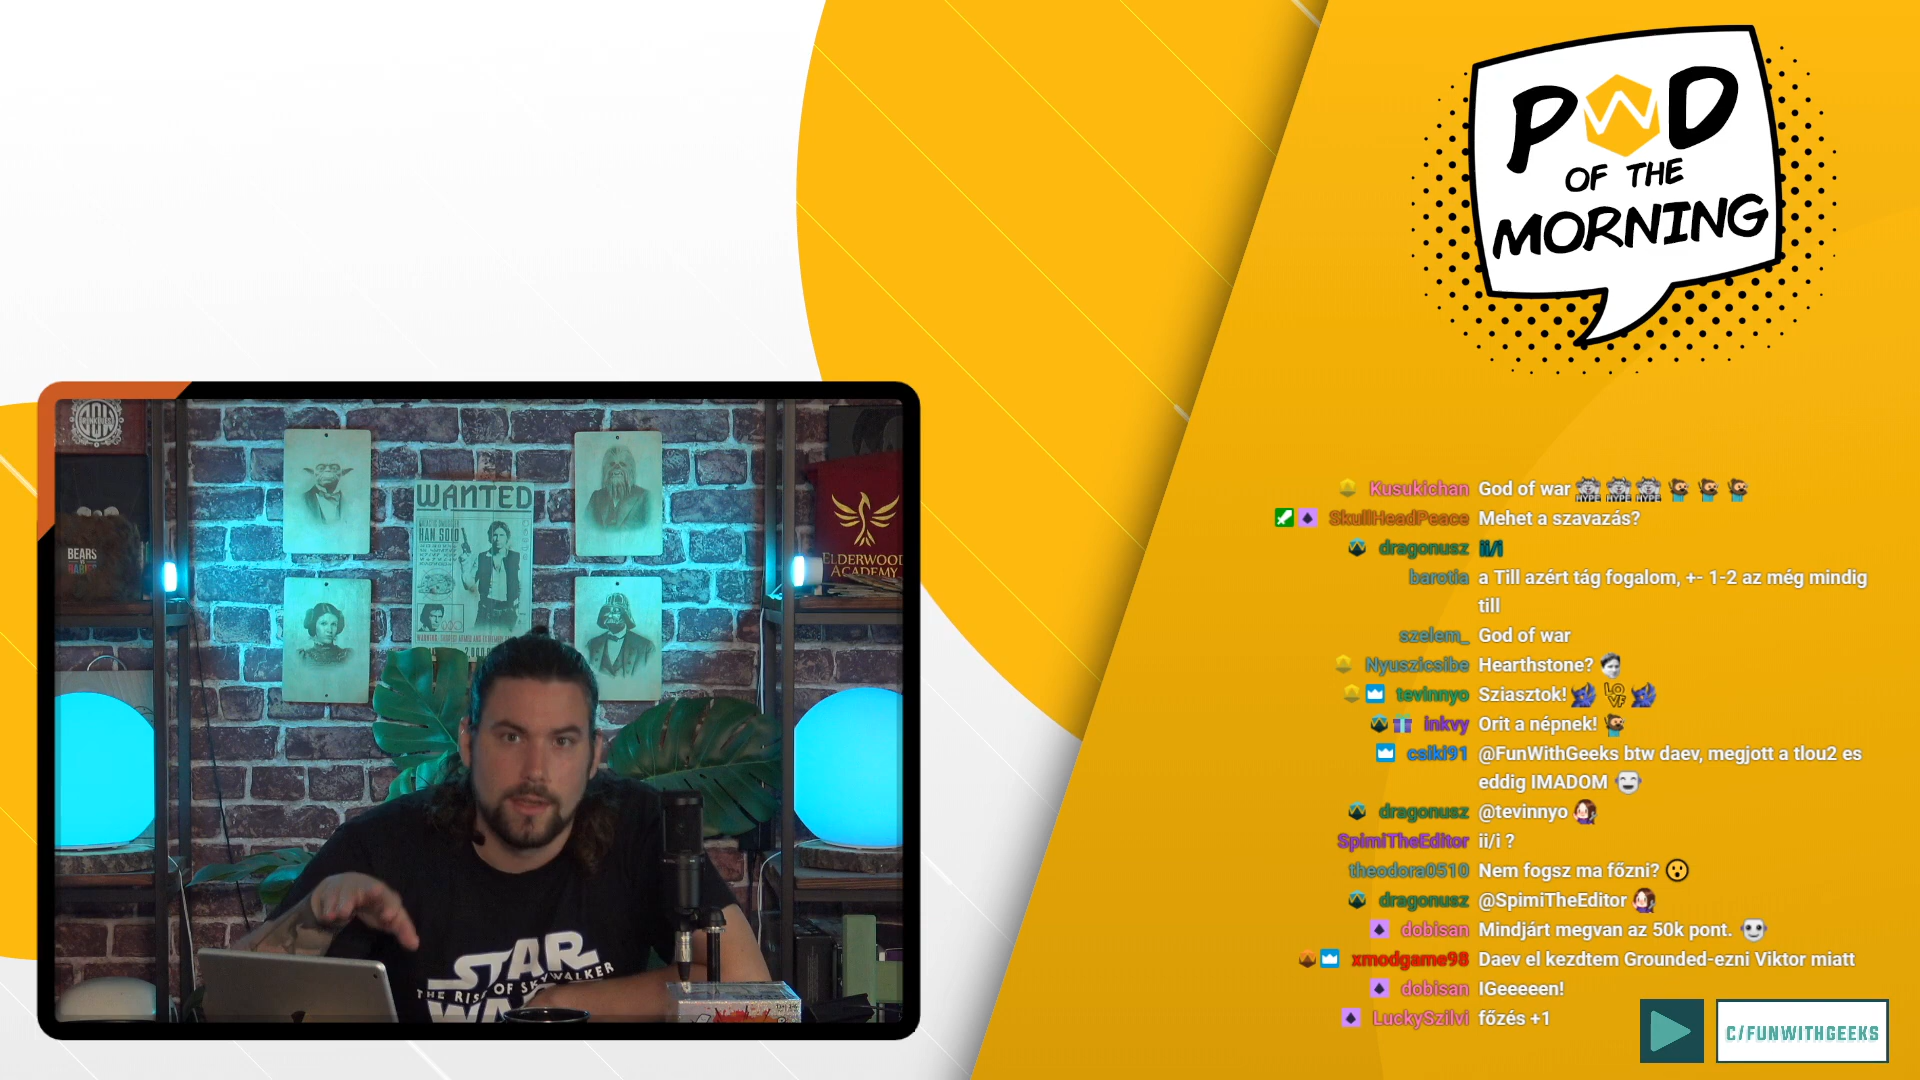 POD
OF THE
MORNING
WANTED
HAN SOLO
BEARS
ELDERWOOD
ACADEMY
STAR
THE RISE OF SKYWALKER
WARS
Kusukichan God of war HYPE HYPE HYPE
SkullHeadPeace Mehet a szavazás?
dragonusz ii/i
barotia a Till azért tág fogalom, +- 1-2 az még mindig
till
szelem_ God of war
Nyuszicsibe Hearthstone?
tevinnyo Sziasztok!
inkvy Orit a népnek!
csiki91 @FunWithGeeks btw daev, megjott a tlou2 es
eddig IMADOM
dragonusz @tevinnyo
SpimiTheEditor ii/i ?
theodora0510 Nem fogsz ma főzni?
dragonusz @SpimiTheEditor
dobisan Mindjárt megvan az 50k pont.
xmodgame98 Daev el kezdtem Grounded-ezni Viktor miatt
dobisan IGeeeeen!
LuckySzilvi főzés +1
C/FUNWITHGEEKS